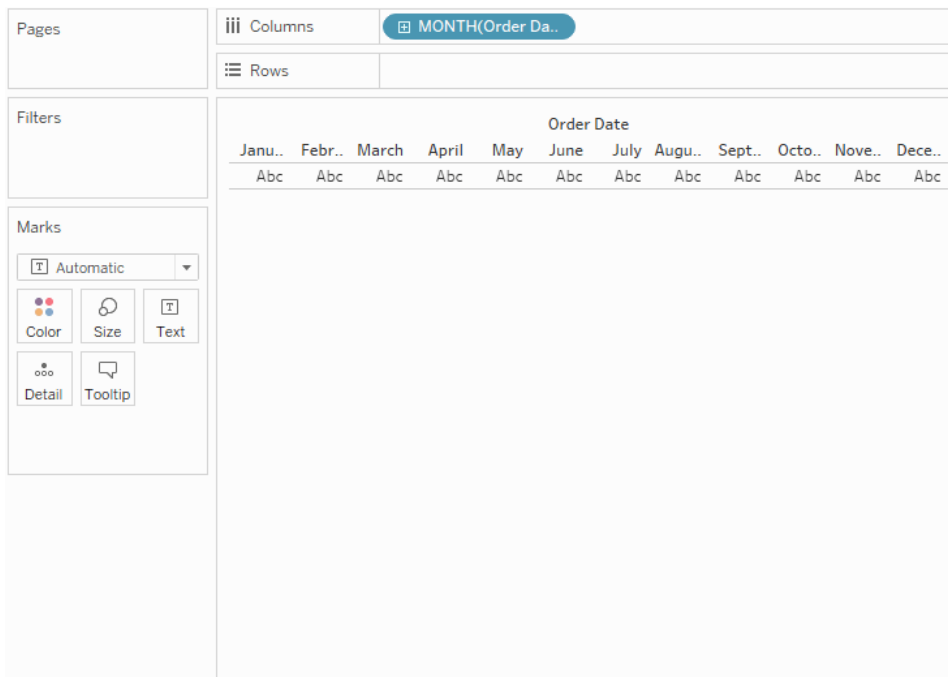 Pages
Columns
MONTH(Order Da..
Rows
Filters
Order Date
Janu.. Febr.. March April May June July Augu.. Sept.. Octo.. Nove.. Dece..
Abc Abc Abc Abc Abc Abc Abc Abc Abc Abc Abc Abc
Marks
T Automatic
T
Color Size Text
Detail Tooltip